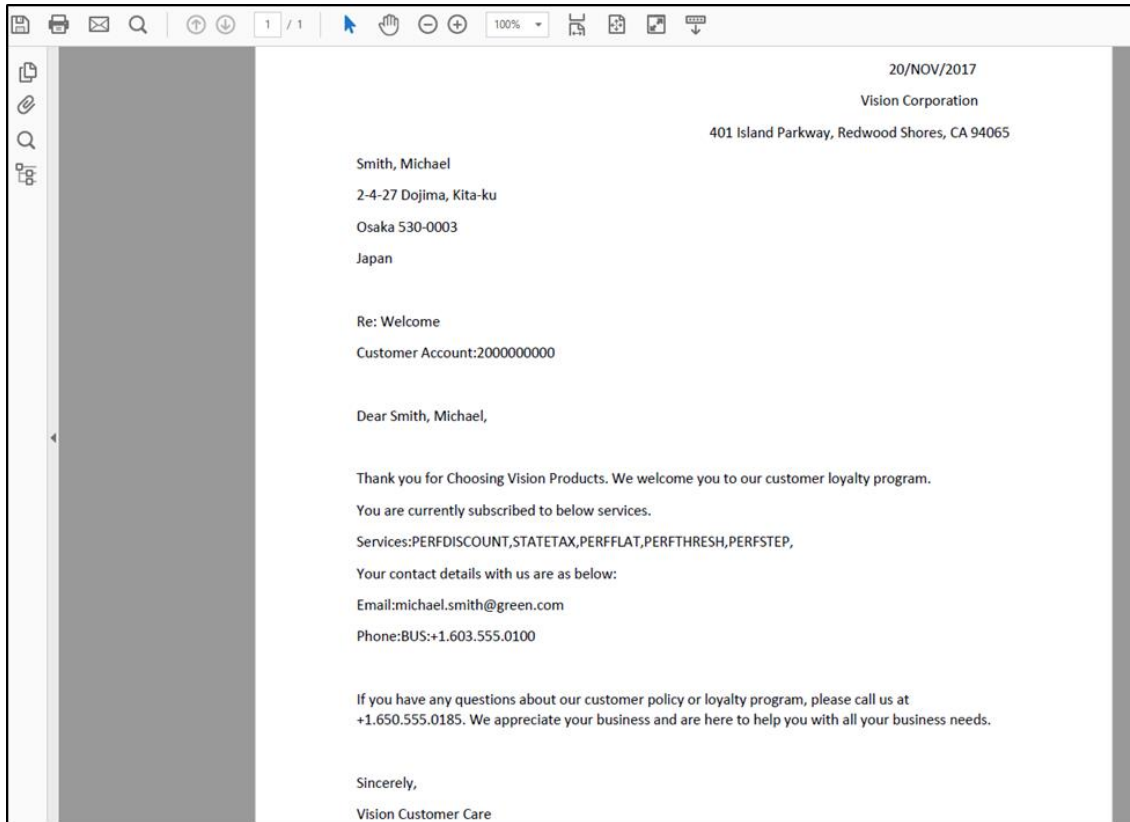 1 / 1
100%
20/NOV/2017
Vision Corporation
401 Island Parkway, Redwood Shores, CA 94065
Smith, Michael
2-4-27 Dojima, Kita-ku
Osaka 530-0003
Japan
Re: Welcome
Customer Account:2000000000
Dear Smith, Michael,
Thank you for Choosing Vision Products. We welcome you to our customer loyalty program.
You are currently subscribed to below services.
Services:PERFDISCOUNT,STATETAX,PERFFLAT,PERFTHRESH,PERFSTEP,
Your contact details with us are as below:
Email:michael.smith@green.com
Phone:BUS:+1.603.555.0100
If you have any questions about our customer policy or loyalty program, please call us at
+1.650.555.0185. We appreciate your business and are here to help you with all your business needs.
Sincerely,
Vision Customer Care